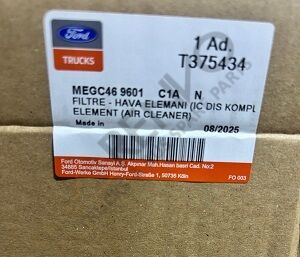 Ford
TRUCKS
1 Ad.
T375434
MEGC46 9601 C1A N
FILTRE - HAVA ELEMANI (IC DIS KOMPL
ELEMENT (AIR CLEANER)
Made in
08/2025
Ford Otomotiv Sanayi A.S. Akpınar Mah.Hasan basri Cad. No:2
34885 Sancaktepe-İSTANBUL
Ford-Werke GmbH Henry-Ford-Straße 1, 50735 Köln
FO 003